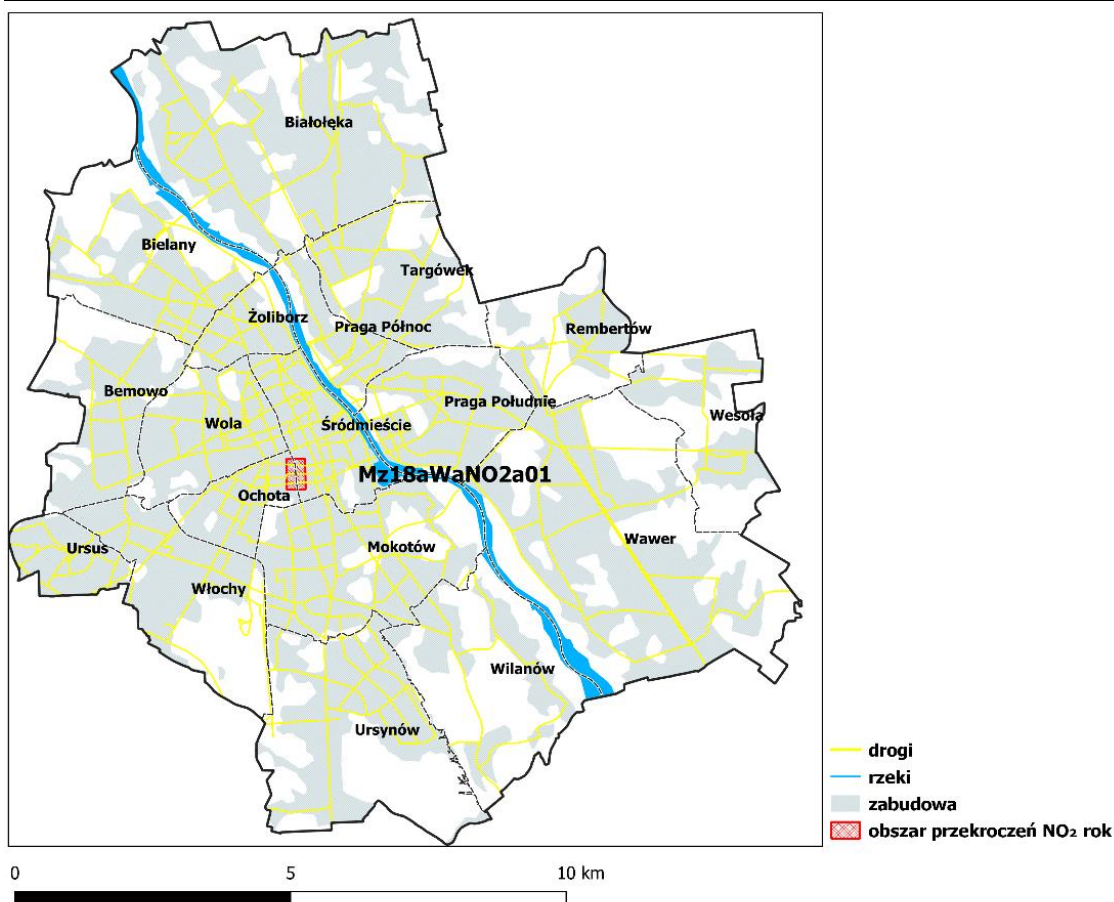 Białołęka
Bielany
Targówek
Żoliborz
Praga Północ
Rembertów
Bemowo
Wola
Śródmieście
Praga Południe
Wesoła
Mz18aWaNO2a01
Ochota
Ursus
Mokotów
Wawer
Włochy
Wilanów
Ursynów
drogi
rzeki
zabudowa
obszar przekroczeń NO₂ rok
0 5 10 km